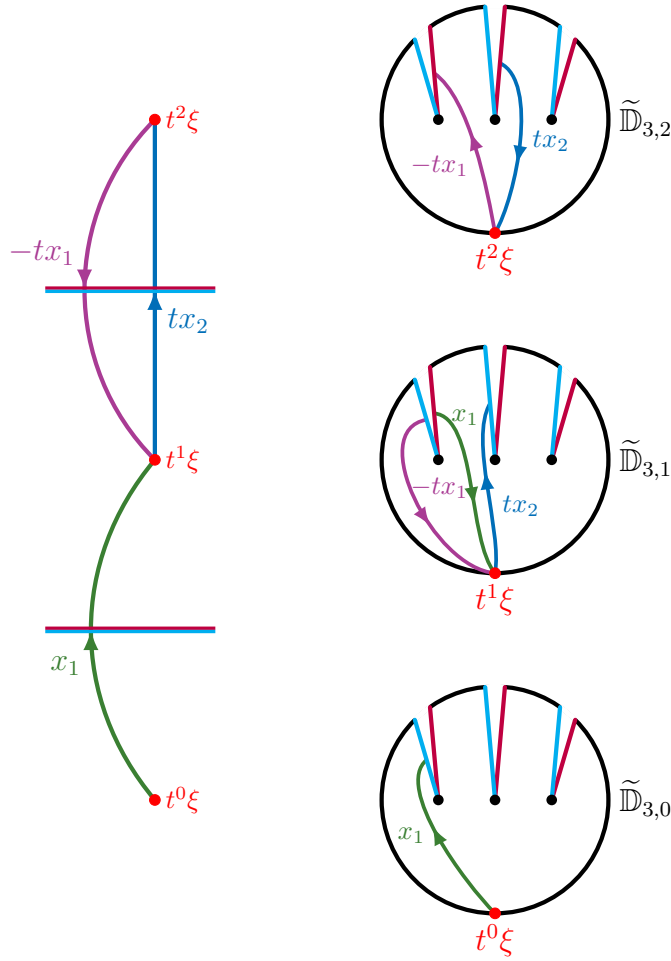 t²ξ
−tx₁
tx₂
t¹ξ
x₁
t⁰ξ
−tx₁
tx₂
t²ξ
𝔻̃₃,₂
x₁
−tx₁
tx₂
t¹ξ
𝔻̃₃,₁
x₁
t⁰ξ
𝔻̃₃,₀